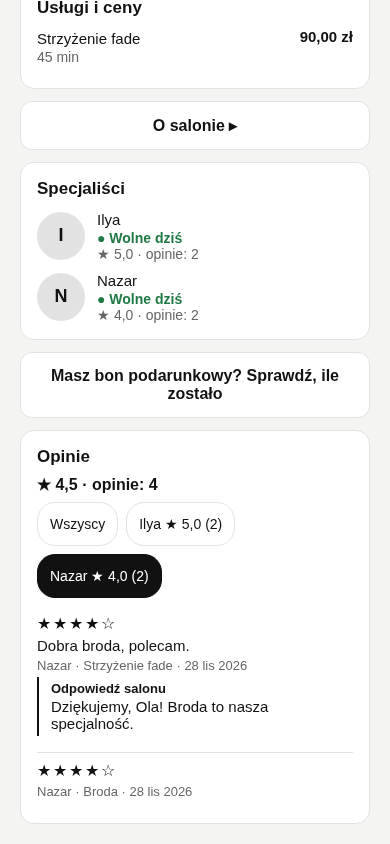 Usługi i ceny
Strzyżenie fade
90,00 zł
45 min
O salonie ▸
Specjaliści
I
Ilya
● Wolne dziś
★ 5,0 · opinie: 2
N
Nazar
● Wolne dziś
★ 4,0 · opinie: 2
Masz bon podarunkowy? Sprawdź, ile
zostało
Opinie
★ 4,5 · opinie: 4
Wszyscy
Ilya ★ 5,0 (2)
Nazar ★ 4,0 (2)
★★★★☆
Dobra broda, polecam.
Nazar · Strzyżenie fade · 28 lis 2026
Odpowiedź salonu
Dziękujemy, Ola! Broda to nasza
specjalność.
★★★★☆
Nazar · Broda · 28 lis 2026